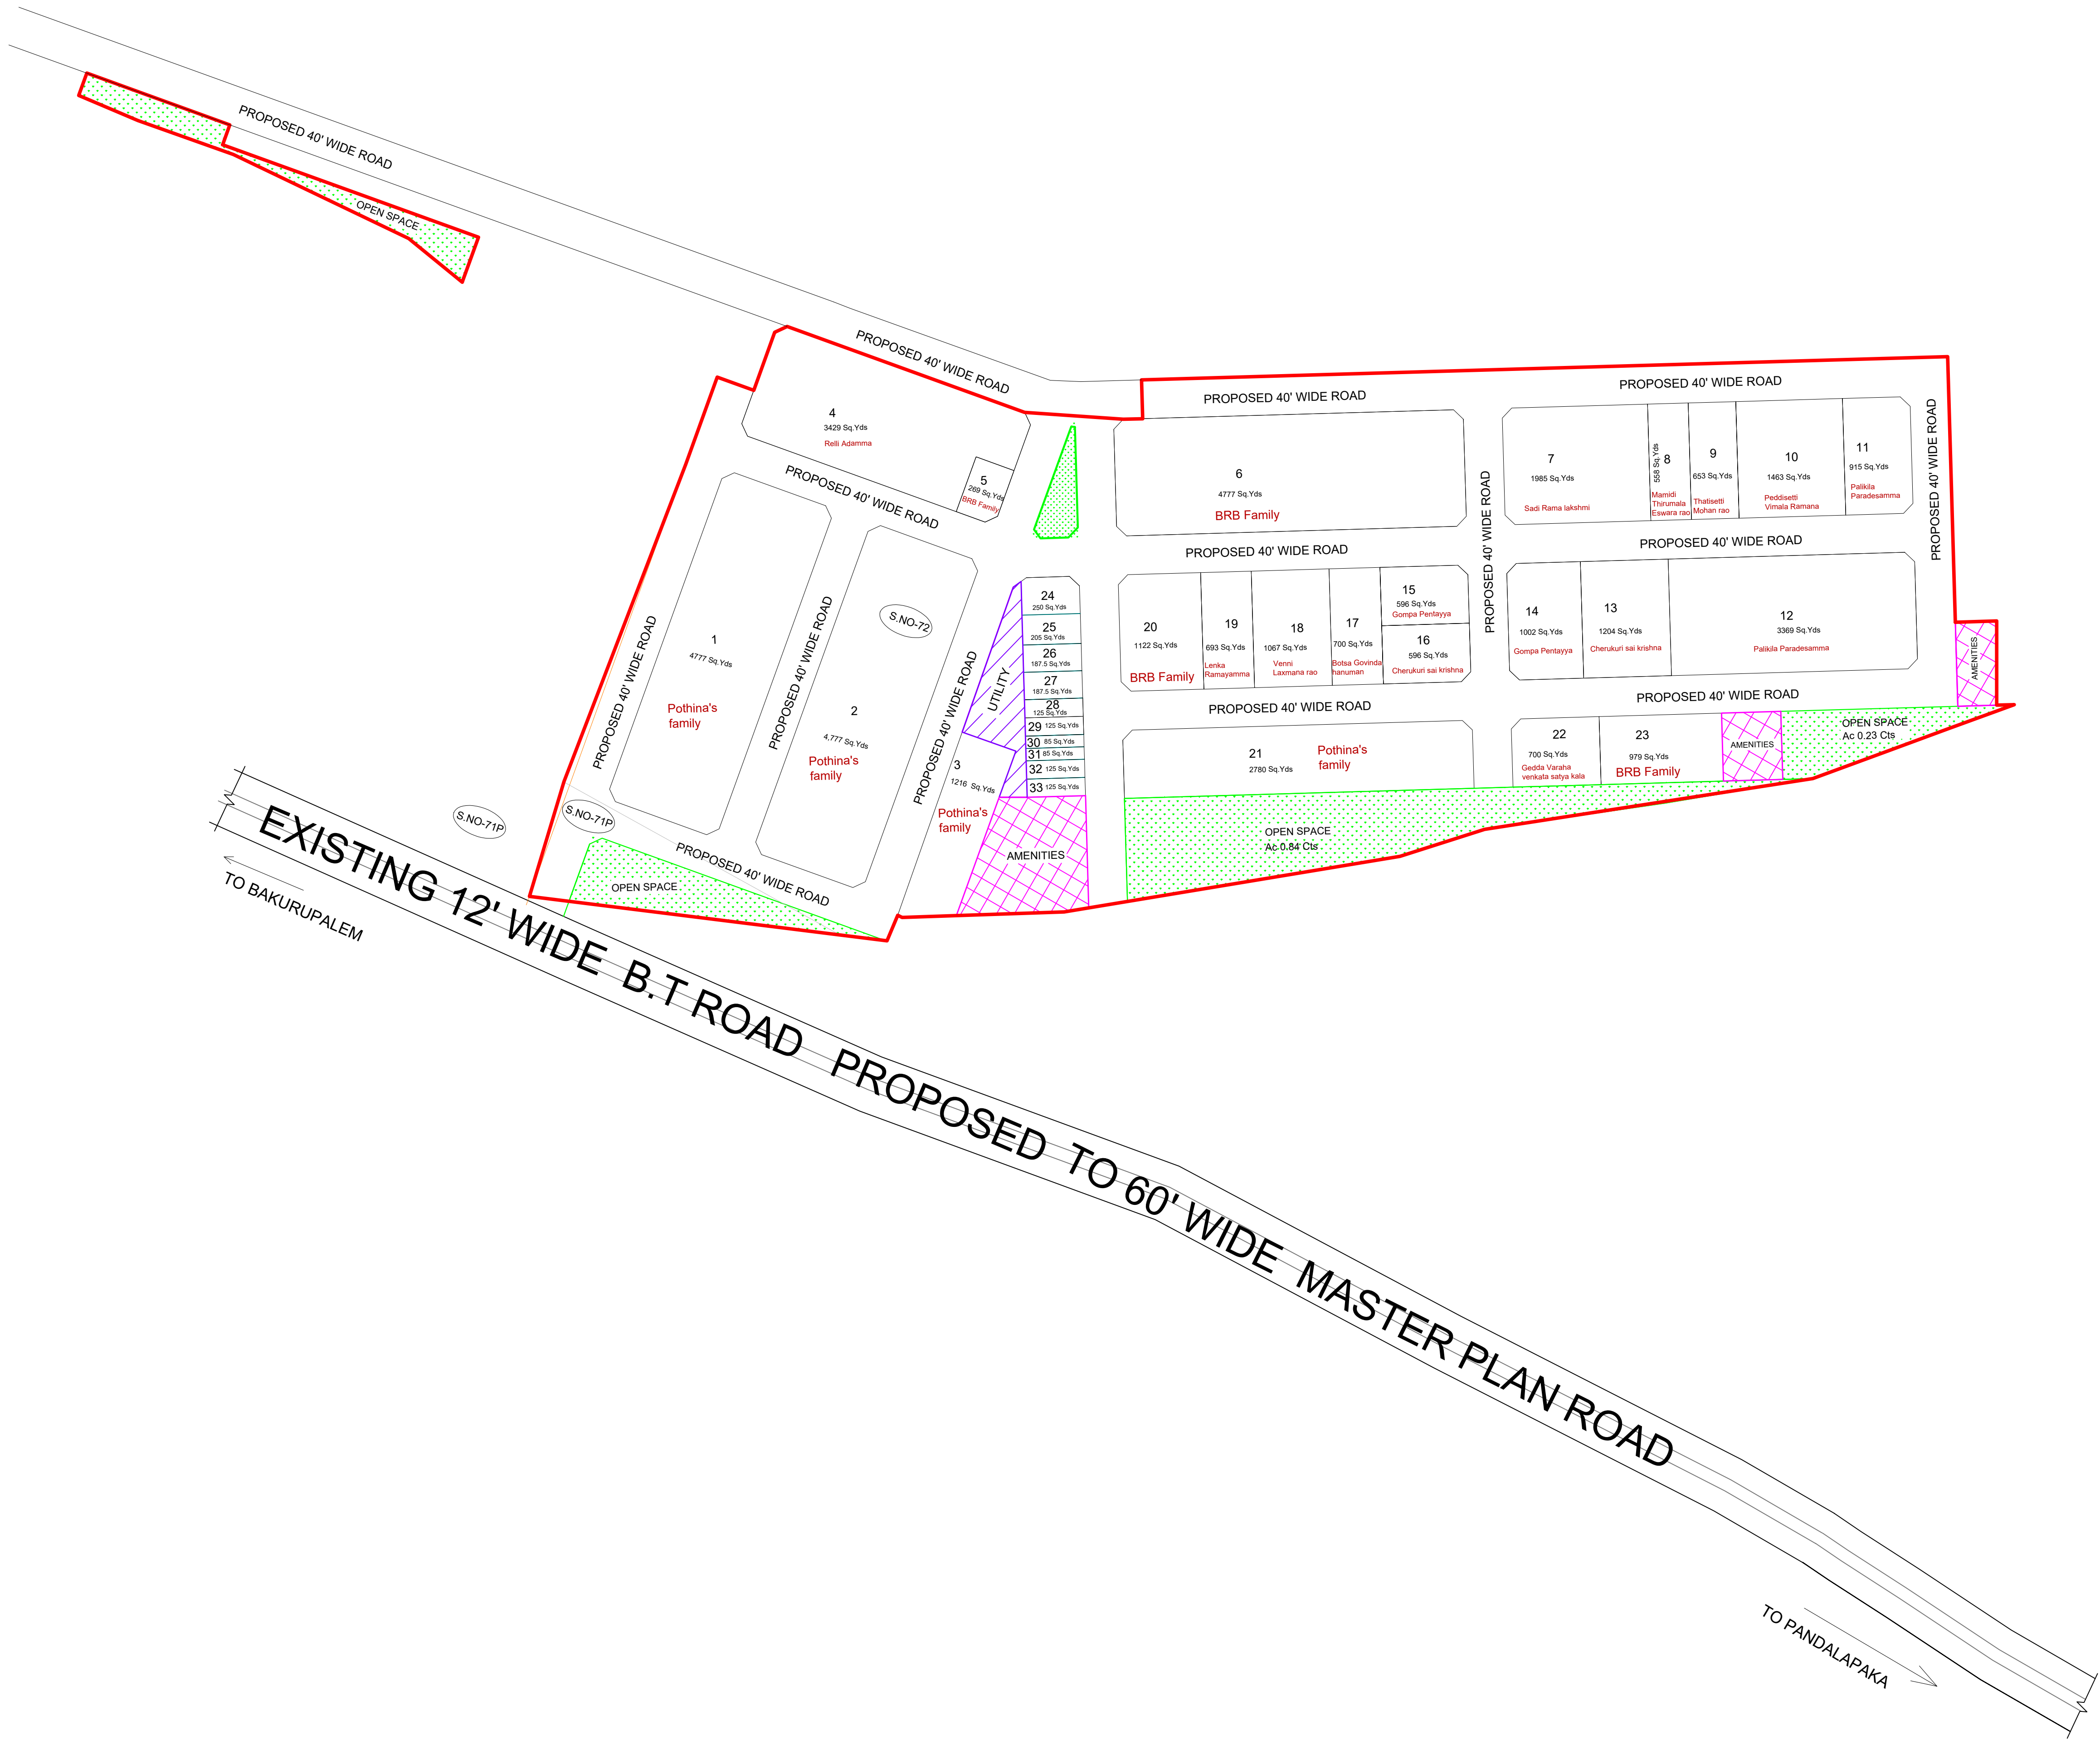 PROPOSED 40' WIDE ROAD
OPEN SPACE
PROPOSED 40' WIDE ROAD
4
3429 Sq.Yds
Relli Adamma
5
269 Sq.Yds
BRB Family
PROPOSED 40' WIDE ROAD
PROPOSED 40' WIDE ROAD
1
4777 Sq.Yds
Pothina's
family
PROPOSED 40' WIDE ROAD
2
4,777 Sq.Yds
Pothina's
family
S.NO-72
PROPOSED 40' WIDE ROAD
3
1216 Sq.Yds
Pothina's
family
UTILITY
24
250 Sq.Yds
25
205 Sq.Yds
26
187.5 Sq.Yds
27
187.5 Sq.Yds
28
125 Sq.Yds
29 125 Sq.Yds
30 85 Sq.Yds
31 85 Sq.Yds
32 125 Sq.Yds
33 125 Sq.Yds
AMENITIES
S.NO-71P
S.NO-71P
PROPOSED 40' WIDE ROAD
OPEN SPACE
PROPOSED 40' WIDE ROAD
6
4777 Sq.Yds
BRB Family
PROPOSED 40' WIDE ROAD
PROPOSED 40' WIDE ROAD
7
1985 Sq.Yds
Sadi Rama lakshmi
8
558 Sq.Yds
Mamidi
Thirumala
Eswara rao
9
653 Sq.Yds
Thatisetti
Mohan rao
10
1463 Sq.Yds
Peddisetti
Vimala Ramana
11
915 Sq.Yds
Palikila
Paradesamma
PROPOSED 40' WIDE ROAD
PROPOSED 40' WIDE ROAD
PROPOSED 40' WIDE ROAD
20
1122 Sq.Yds
BRB Family
19
693 Sq.Yds
Lenka
Ramayamma
18
1067 Sq.Yds
Venni
Laxmana rao
17
700 Sq.Yds
Botsa Govinda
hanuman
15
596 Sq.Yds
Gompa Pentayya
16
596 Sq.Yds
Cherukuri sai krishna
PROPOSED 40' WIDE ROAD
14
1002 Sq.Yds
Gompa Pentayya
13
1204 Sq.Yds
Cherukuri sai krishna
12
3369 Sq.Yds
Palikila Paradesamma
AMENITIES
PROPOSED 40' WIDE ROAD
PROPOSED 40' WIDE ROAD
21
2780 Sq.Yds
Pothina's
family
22
700 Sq.Yds
Gedda Varaha
venkata satya kala
23
979 Sq.Yds
BRB Family
AMENITIES
OPEN SPACE
Ac 0.23 Cts
OPEN SPACE
Ac 0.84 Cts
EXISTING 12' WIDE B.T ROAD PROPOSED TO 60' WIDE MASTER PLAN ROAD
TO BAKURUPALEM
TO PANDALAPAKA